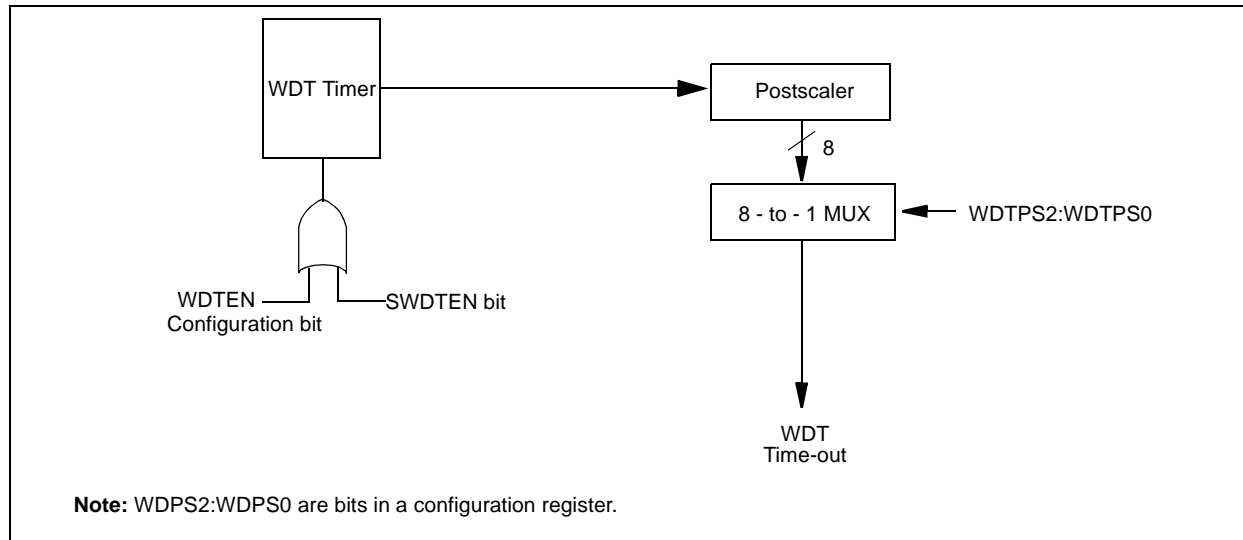 WDT Timer
Postscaler
8
8 - to - 1 MUX
WDTPS2:WDTPS0
WDTEN
Configuration bit
SWDTEN bit
WDT
Time-out
Note: WDPS2:WDPS0 are bits in a configuration register.